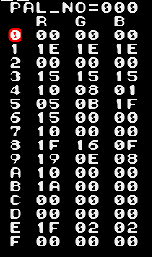 PAL_NO=000
R G B
0 00 00 00
1 1E 1E 1E
2 00 00 00
3 15 15 15
4 10 08 01
5 05 0B 1F
6 15 00 00
7 10 00 00
8 1F 16 0F
9 19 0E 08
A 10 00 00
B 1A 00 00
C 00 00 00
D 00 00 00
E 1F 02 02
F 00 00 00